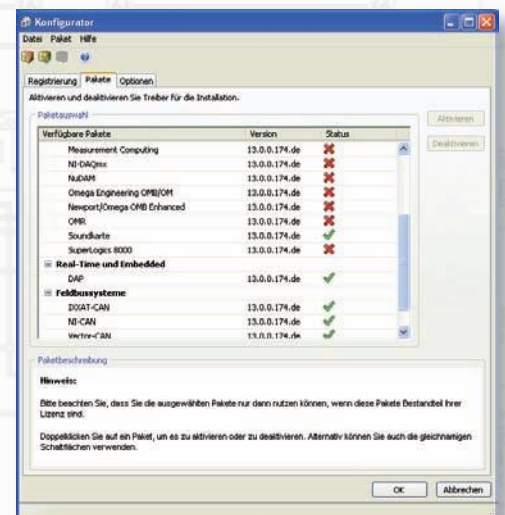 Konfigurator
Datei Paket Hilfe
Registrierung Pakete Optionen
Aktivieren und deaktivieren Sie Treiber für die Installation.
Paketauswahl
Aktivieren
Deaktivieren
Verfügbare Pakete Version Status
Measurement Computing 13.0.0.174.de
NI-DAQmx 13.0.0.174.de
NuDAM 13.0.0.174.de
Omega Engineering OMB/OM 13.0.0.174.de
Newport/Omega OMB Enhanced 13.0.0.174.de
OMR 13.0.0.174.de
Soundkarte 13.0.0.174.de
SuperLogics 8000 13.0.0.174.de
Real-Time und Embedded
DAP 13.0.0.174.de
Feldbussysteme
IXXAT-CAN 13.0.0.174.de
NI-CAN 13.0.0.174.de
Vector-CAN 13.0.0.174.de
Paketbeschreibung
Hinweis:
Bitte beachten Sie, dass Sie die ausgewählten Pakete nur dann nutzen können, wenn diese Pakete Bestandteil Ihrer
Lizenz sind.
Doppelklicken Sie auf ein Paket, um es zu aktivieren oder zu deaktivieren. Alternativ können Sie auch die gleichnamigen
Schaltflächen verwenden.
OK Abbrechen